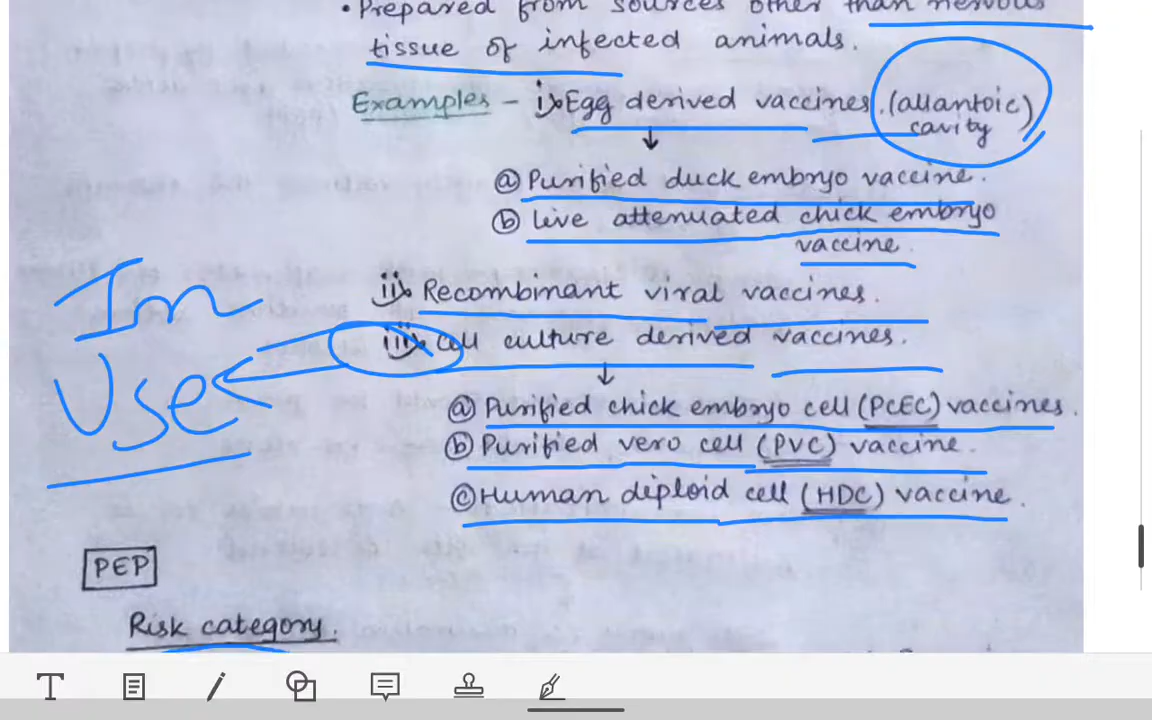 • Prepared from sources other than nervous
tissue of infected animals.
Examples - i) Egg derived vaccines. (allantoic
cavity)
↓
ⓐ Purified duck embryo vaccine.
ⓑ live attenuated chick embryo
vaccine.
ii) Recombinant viral vaccines.
iii) Cell culture derived vaccines.
↓
ⓐ Purified chick embryo cell (PCEC) vaccines.
ⓑ Purified vero cell (PVC) vaccine.
ⓒ Human diploid cell (HDC) vaccine.
In
Use
PEP
Risk category.
T